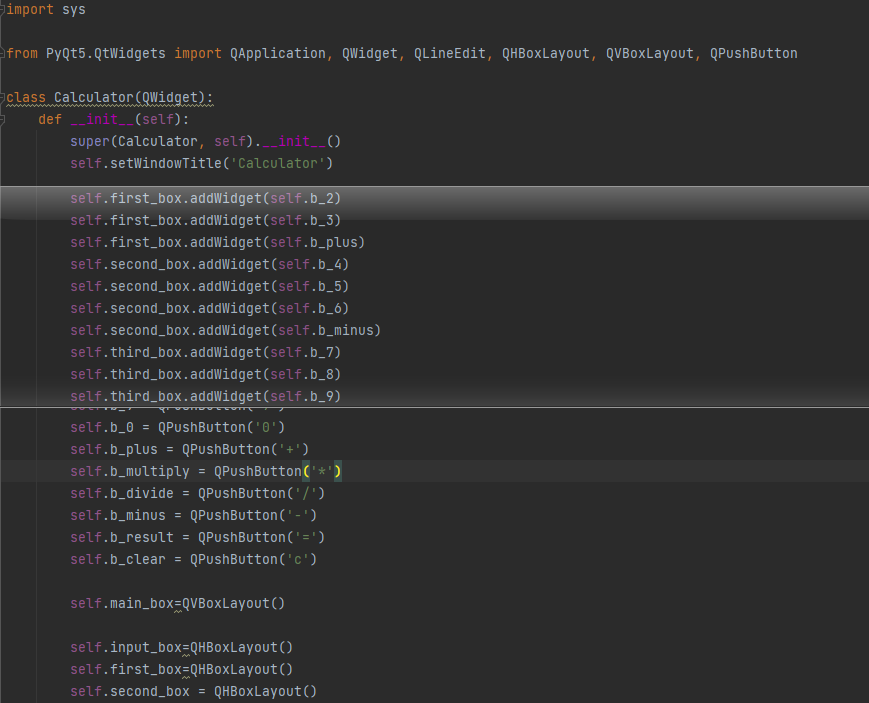 import sys
from PyQt5.QtWidgets import QApplication, QWidget, QLineEdit, QHBoxLayout, QVBoxLayout, QPushButton
class Calculator(QWidget):
def __init__(self):
super(Calculator, self).__init__()
self.setWindowTitle('Calculator')
self.first_box.addWidget(self.b_2)
self.first_box.addWidget(self.b_3)
self.first_box.addWidget(self.b_plus)
self.second_box.addWidget(self.b_4)
self.second_box.addWidget(self.b_5)
self.second_box.addWidget(self.b_6)
self.second_box.addWidget(self.b_minus)
self.third_box.addWidget(self.b_7)
self.third_box.addWidget(self.b_8)
self.third_box.addWidget(self.b_9)
self.b_0 = QPushButton('0')
self.b_plus = QPushButton('+')
self.b_multiply = QPushButton('*')
self.b_divide = QPushButton('/')
self.b_minus = QPushButton('-')
self.b_result = QPushButton('=')
self.b_clear = QPushButton('c')
self.main_box=QVBoxLayout()
self.input_box=QHBoxLayout()
self.first_box=QHBoxLayout()
self.second_box = QHBoxLayout()